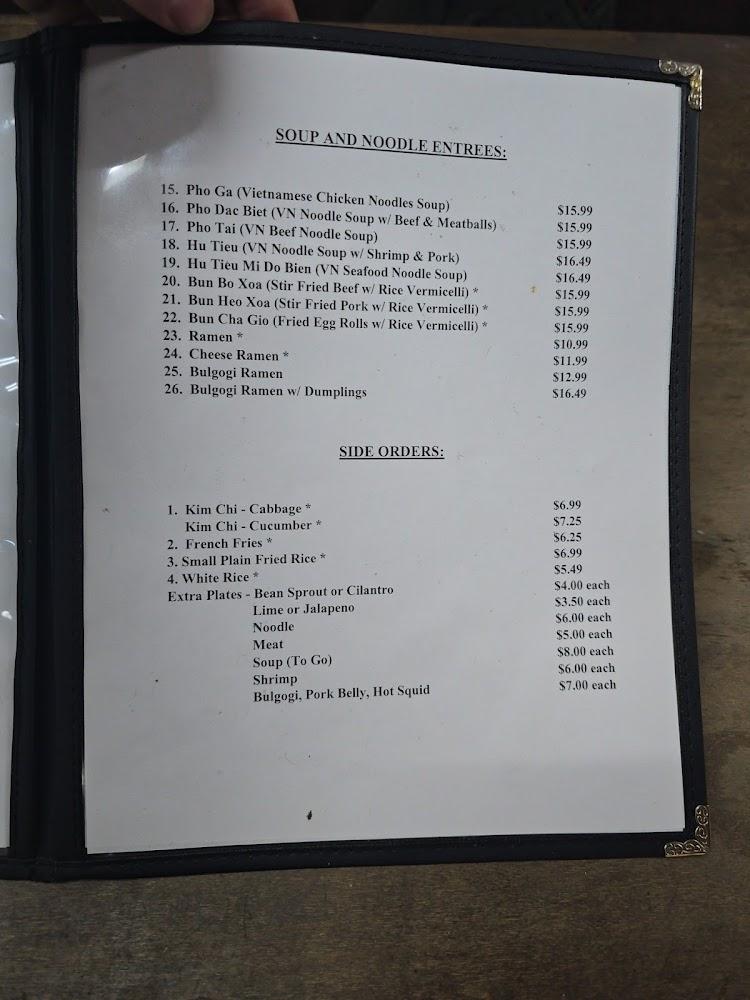 SOUP AND NOODLE ENTREES:
15. Pho Ga (Vietnamese Chicken Noodles Soup) $15.99
16. Pho Dac Biet (VN Noodle Soup w/ Beef & Meatballs) $15.99
17. Pho Tai (VN Beef Noodle Soup) $15.99
18. Hu Tieu (VN Noodle Soup w/ Shrimp & Pork) $16.49
19. Hu Tieu Mi Do Bien (VN Seafood Noodle Soup) $16.49
20. Bun Bo Xoa (Stir Fried Beef w/ Rice Vermicelli) * $15.99
21. Bun Heo Xoa (Stir Fried Pork w/ Rice Vermicelli) * $15.99
22. Bun Cha Gio (Fried Egg Rolls w/ Rice Vermicelli) * $15.99
23. Ramen * $10.99
24. Cheese Ramen * $11.99
25. Bulgogi Ramen $12.99
26. Bulgogi Ramen w/ Dumplings $16.49
SIDE ORDERS:
1. Kim Chi - Cabbage * $6.99
Kim Chi - Cucumber * $7.25
2. French Fries * $6.25
3. Small Plain Fried Rice * $6.99
4. White Rice * $5.49
Extra Plates - Bean Sprout or Cilantro $4.00 each
Lime or Jalapeno $3.50 each
Noodle $6.00 each
Meat $5.00 each
Soup (To Go) $8.00 each
Shrimp $6.00 each
Bulgogi, Pork Belly, Hot Squid $7.00 each